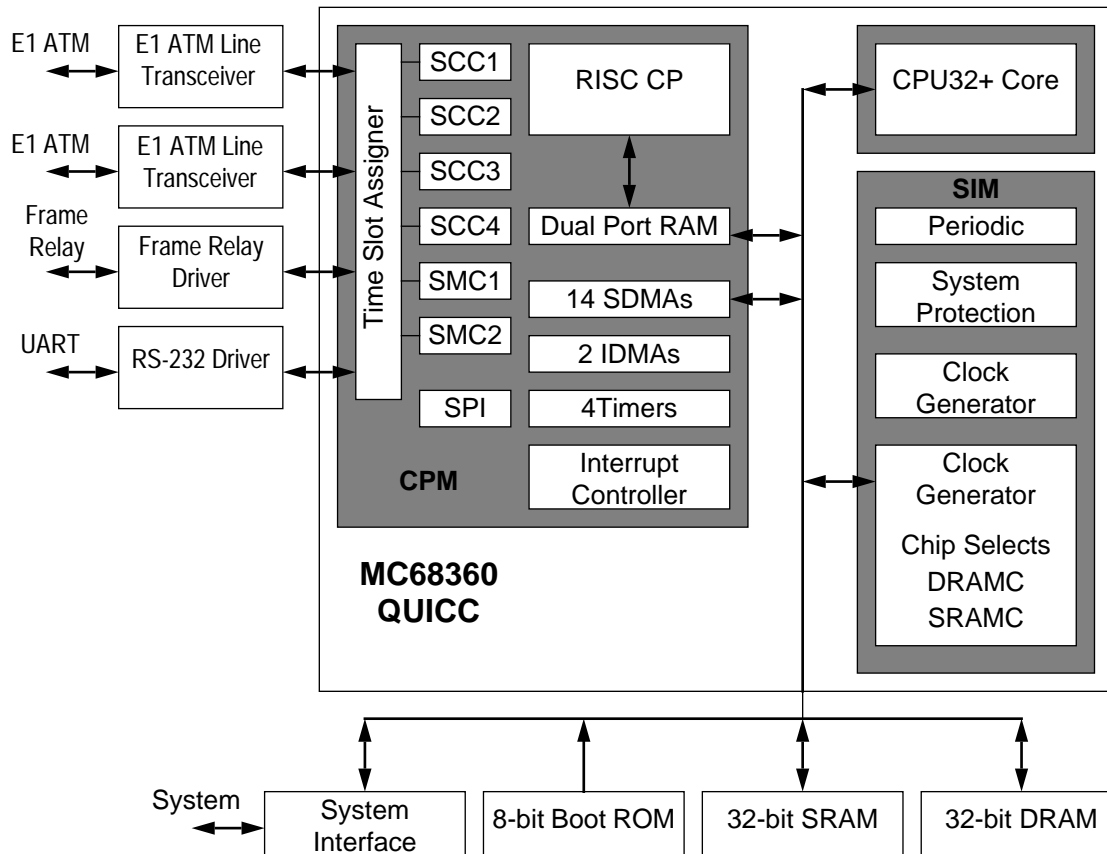 E1 ATM
E1 ATM Line
Transceiver
E1 ATM
E1 ATM Line
Transceiver
Frame
Relay
Frame Relay
Driver
UART
RS-232 Driver
Time Slot Assigner
SCC1
SCC2
SCC3
SCC4
SMC1
SMC2
SPI
CPM
RISC CP
Dual Port RAM
14 SDMAs
2 IDMAs
4Timers
Interrupt
Controller
MC68360
QUICC
CPU32+ Core
SIM
Periodic
System
Protection
Clock
Generator
Clock
Generator
Chip Selects
DRAMC
SRAMC
System
System
Interface
8-bit Boot ROM
32-bit SRAM
32-bit DRAM